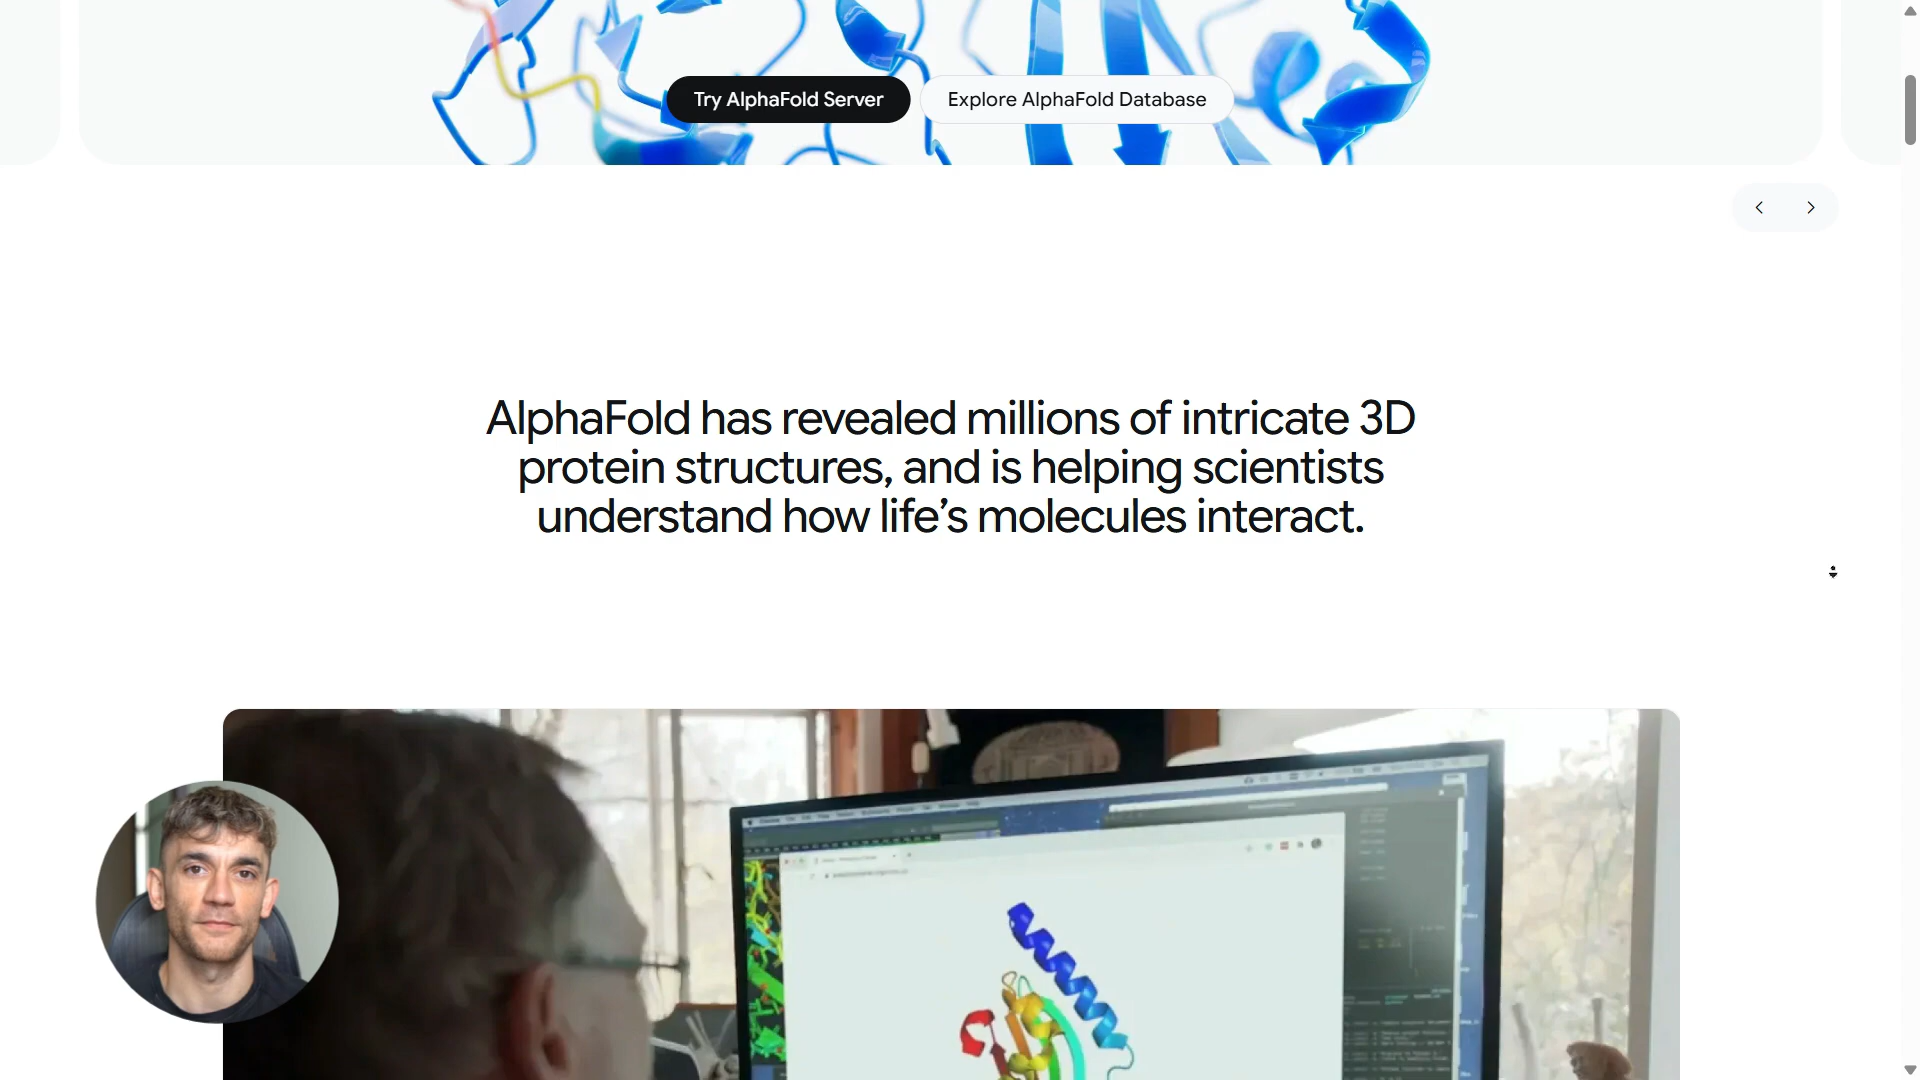 Try AlphaFold Server
Explore AlphaFold Database
AlphaFold has revealed millions of intricate 3D
protein structures, and is helping scientists
understand how life’s molecules interact.